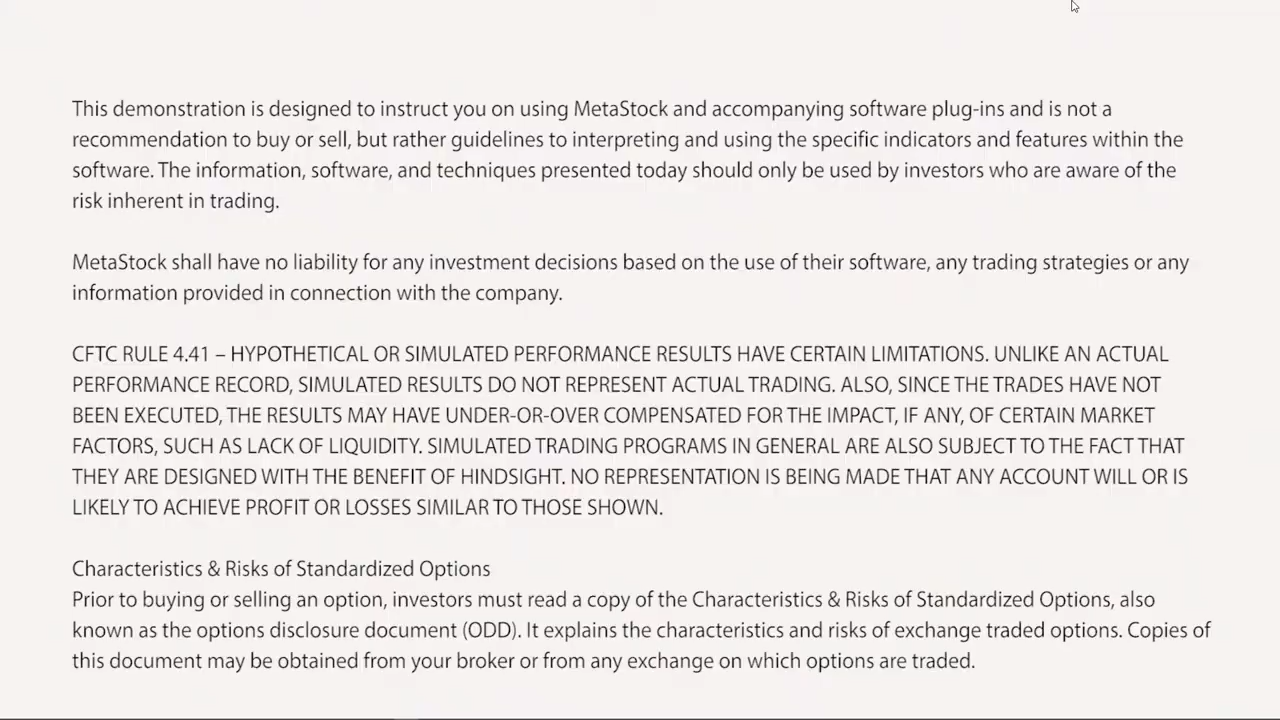 This demonstration is designed to instruct you on using MetaStock and accompanying software plug-ins and is not a
recommendation to buy or sell, but rather guidelines to interpreting and using the specific indicators and features within the
software. The information, software, and techniques presented today should only be used by investors who are aware of the
risk inherent in trading.
MetaStock shall have no liability for any investment decisions based on the use of their software, any trading strategies or any
information provided in connection with the company.
CFTC RULE 4.41 – HYPOTHETICAL OR SIMULATED PERFORMANCE RESULTS HAVE CERTAIN LIMITATIONS. UNLIKE AN ACTUAL
PERFORMANCE RECORD, SIMULATED RESULTS DO NOT REPRESENT ACTUAL TRADING. ALSO, SINCE THE TRADES HAVE NOT
BEEN EXECUTED, THE RESULTS MAY HAVE UNDER-OR-OVER COMPENSATED FOR THE IMPACT, IF ANY, OF CERTAIN MARKET
FACTORS, SUCH AS LACK OF LIQUIDITY. SIMULATED TRADING PROGRAMS IN GENERAL ARE ALSO SUBJECT TO THE FACT THAT
THEY ARE DESIGNED WITH THE BENEFIT OF HINDSIGHT. NO REPRESENTATION IS BEING MADE THAT ANY ACCOUNT WILL OR IS
LIKELY TO ACHIEVE PROFIT OR LOSSES SIMILAR TO THOSE SHOWN.
Characteristics & Risks of Standardized Options
Prior to buying or selling an option, investors must read a copy of the Characteristics & Risks of Standardized Options, also
known as the options disclosure document (ODD). It explains the characteristics and risks of exchange traded options. Copies of
this document may be obtained from your broker or from any exchange on which options are traded.